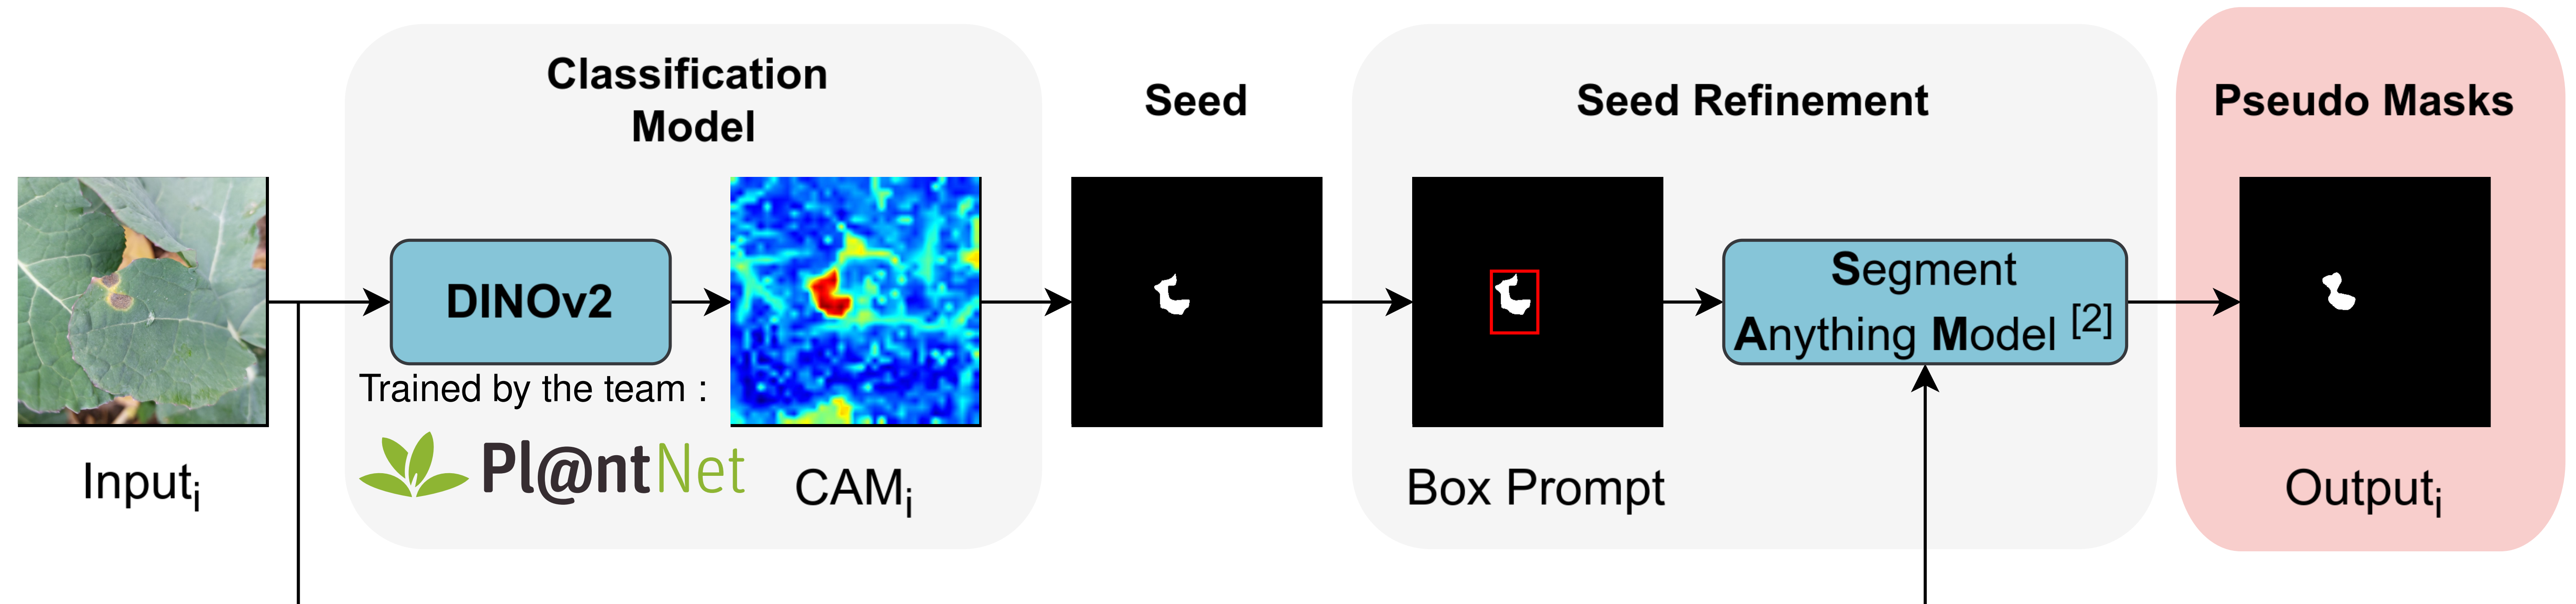 Classification
Model
Seed
Seed Refinement
Pseudo Masks
DINOv2
Segment
Anything Model [2]
Trained by the team :
Pl@ntNet
Inputi
CAMi
Box Prompt
Outputi